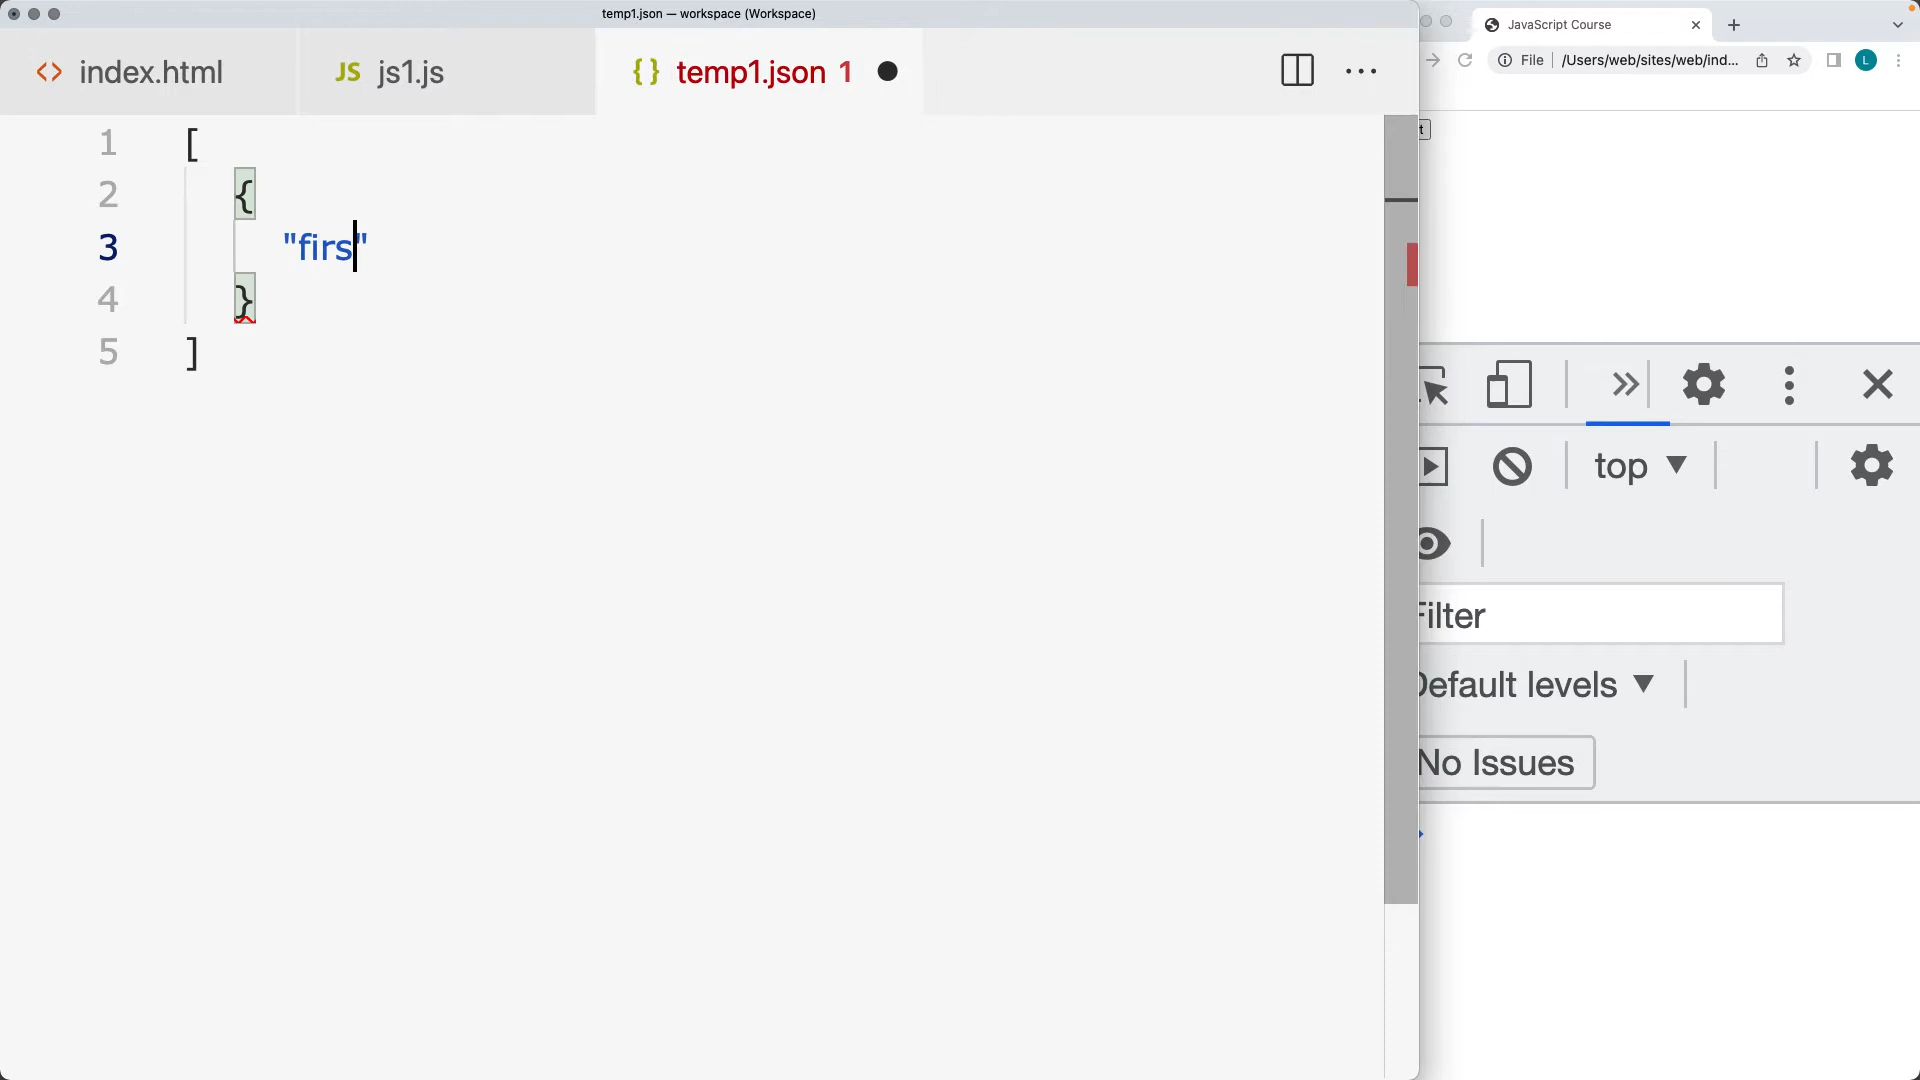 temp1.json — workspace (Workspace)
index.html
JS js1.js
{ } temp1.json 1
1 [
2 {
3 "firs"
4 }
5 ]
JavaScript Course
File /Users/web/sites/web/ind...
L
t
top
Filter
Default levels
No Issues